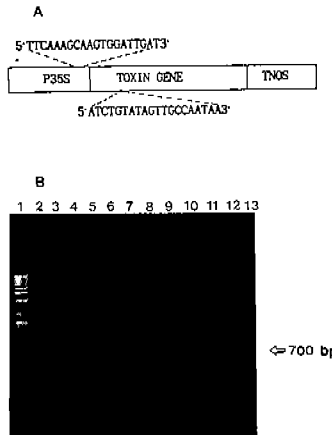 A
5'TTCAAAGCAAGTGGATTGAT3'
P35S TOXIN GENE TNOS
5'ATCTGTATAGTTGCCAATAA3'
B
1 2 3 4 5 6 7 8 9 10 11 12 13
⇦700 bp